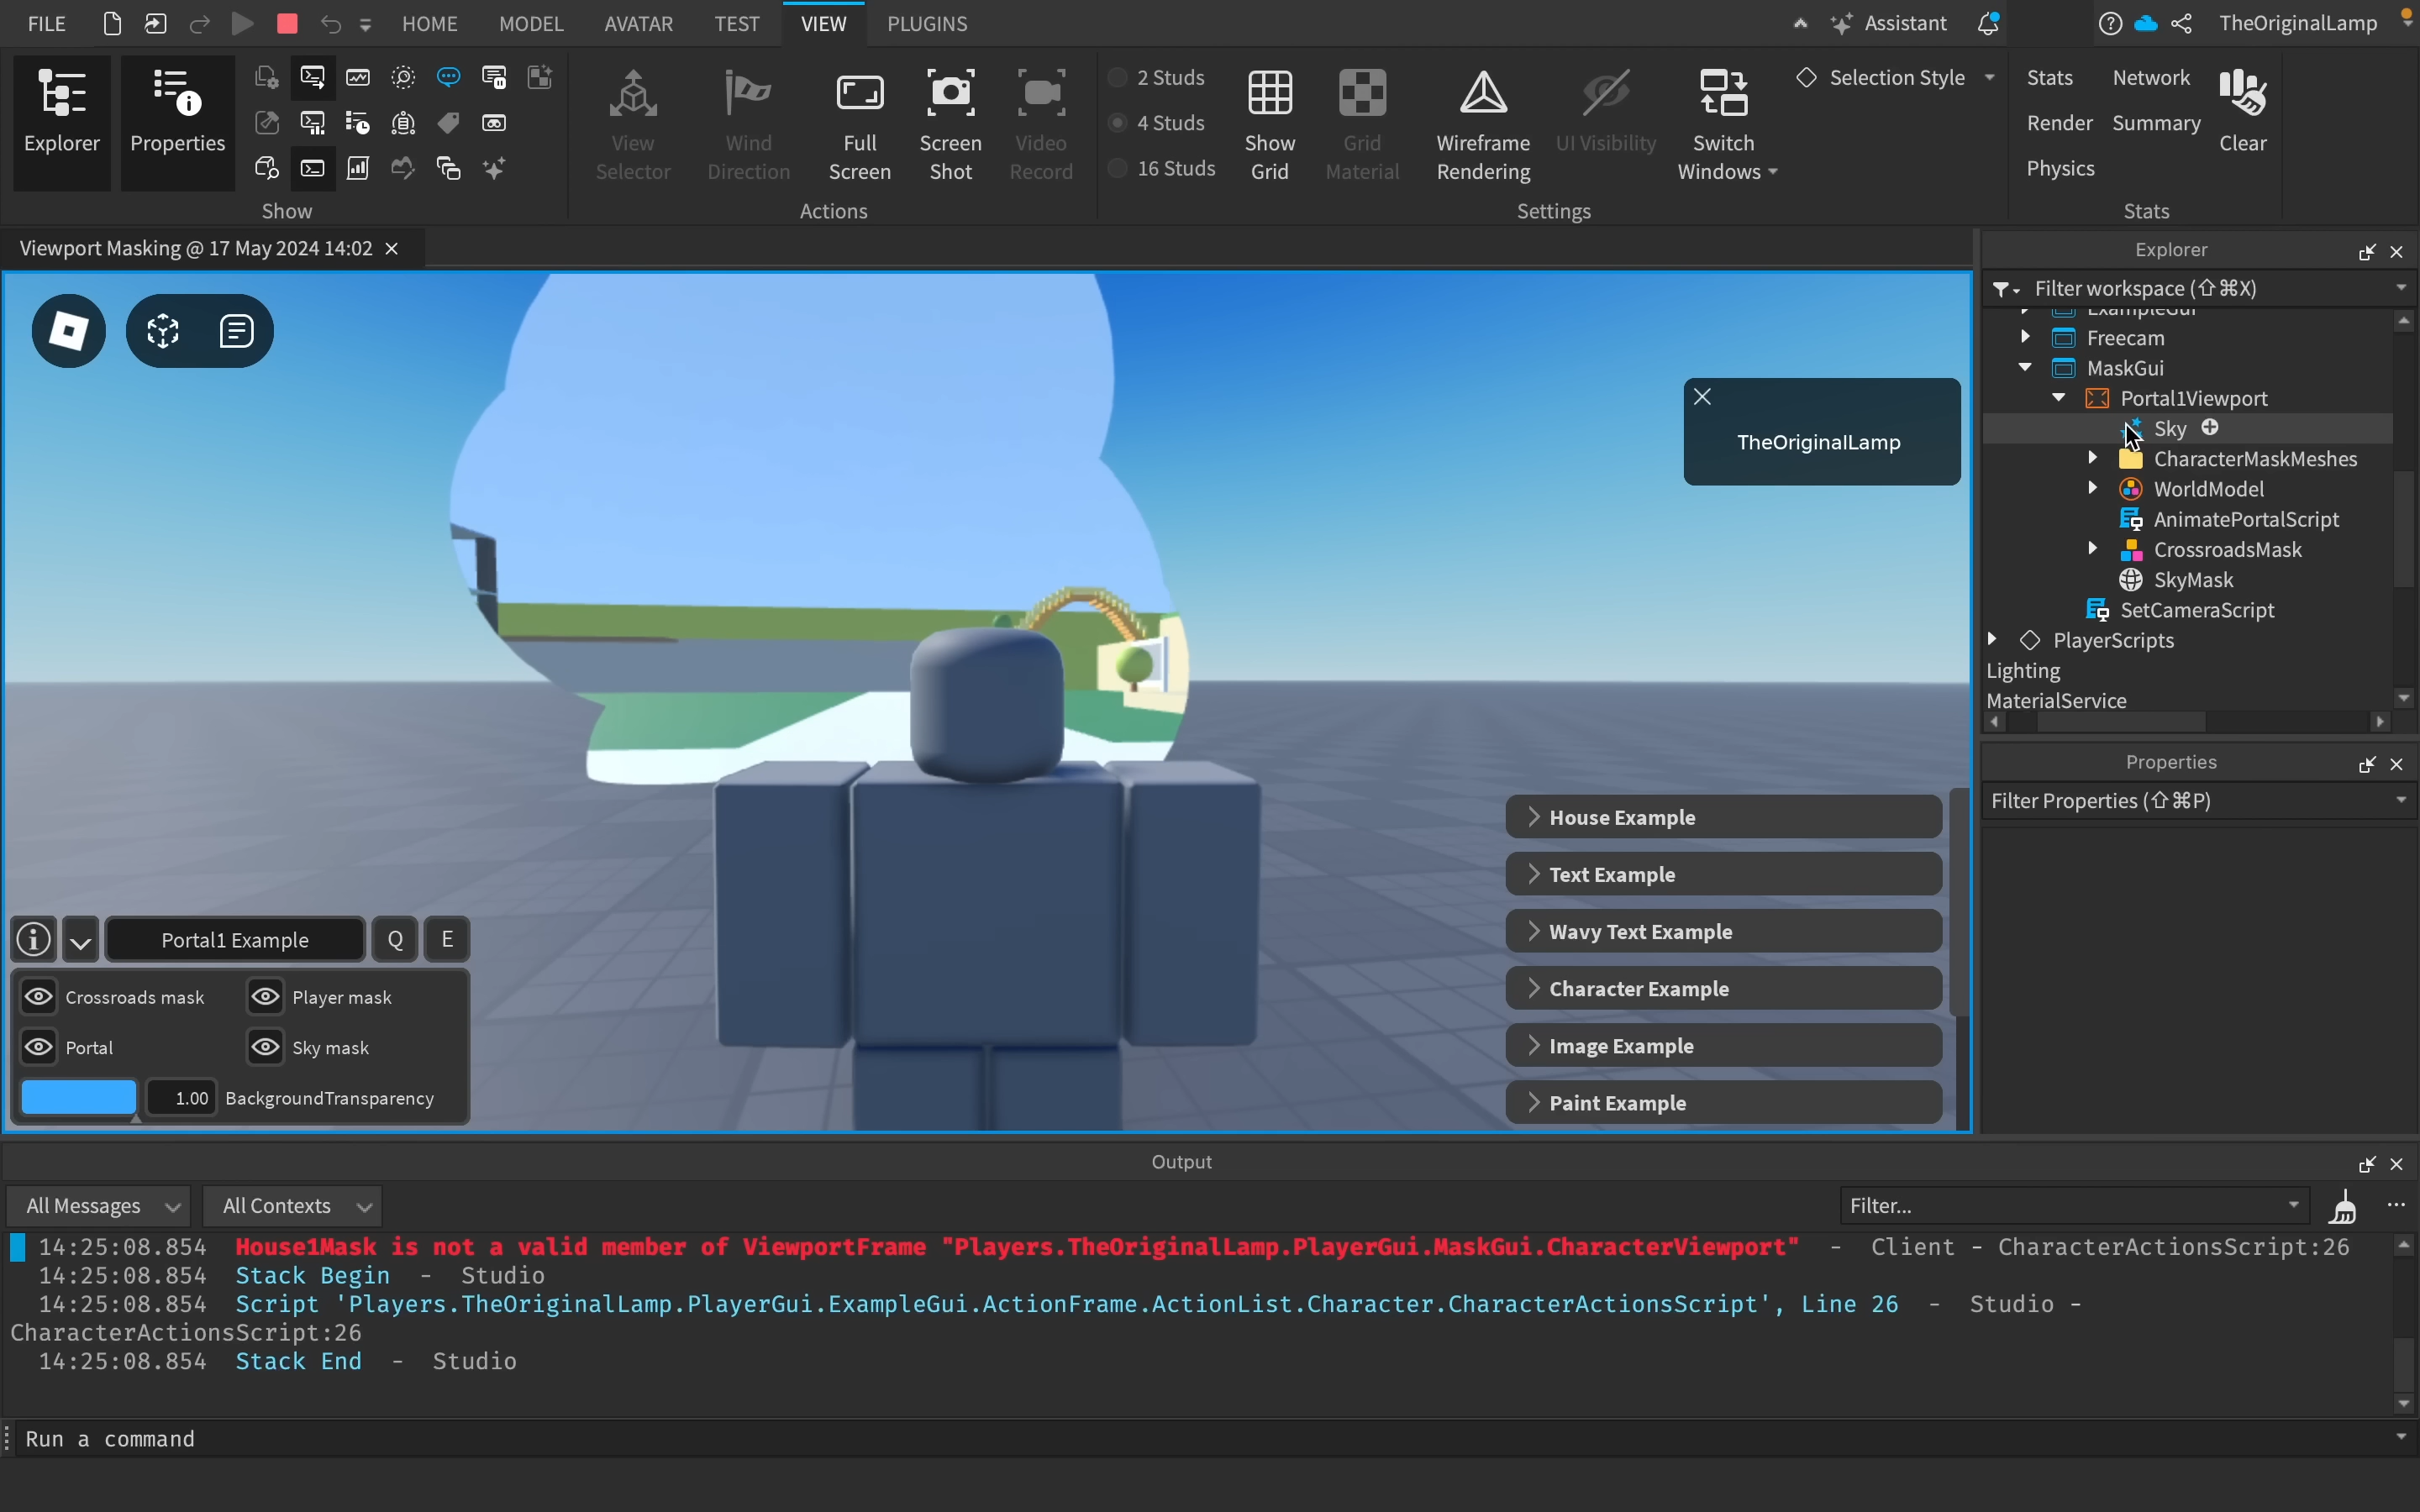 FILE HOME MODEL AVATAR TEST VIEW PLUGINS Assistant TheOriginalLamp
Explorer
Properties
Show
View
Selector
Wind
Direction
Full
Screen
Screen
Shot
Video
Record
Actions
2 Studs
4 Studs
16 Studs
Show
Grid
Grid
Material
Wireframe
Rendering
UI Visibility
Switch
Windows
Selection Style
Settings
Stats Network
Render Summary
Physics
Clear
Stats
Viewport Masking @ 17 May 2024 14:02
TheOriginalLamp
House Example
Text Example
Wavy Text Example
Character Example
Image Example
Paint Example
Portal1 Example Q E
Crossroads mask Player mask
Portal Sky mask
1.00 BackgroundTransparency
Explorer
Filter workspace (⇧⌘X)
ExampleGui
Freecam
MaskGui
Portal1Viewport
Sky
CharacterMaskMeshes
WorldModel
AnimatePortalScript
CrossroadsMask
SkyMask
SetCameraScript
PlayerScripts
Lighting
MaterialService
Properties
Filter Properties (⇧⌘P)
Output
All Messages All Contexts Filter...
14:25:08.854 House1Mask is not a valid member of ViewportFrame "Players.TheOriginalLamp.PlayerGui.MaskGui.CharacterViewport" - Client - CharacterActionsScript:26
14:25:08.854 Stack Begin - Studio
14:25:08.854 Script 'Players.TheOriginalLamp.PlayerGui.ExampleGui.ActionFrame.ActionList.Character.CharacterActionsScript', Line 26 - Studio -
CharacterActionsScript:26
14:25:08.854 Stack End - Studio
Run a command